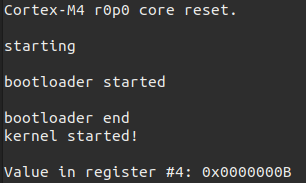 Cortex-M4 r0p0 core reset.
starting
bootloader started
bootloader end
kernel started!
Value in register #4: 0x0000000B